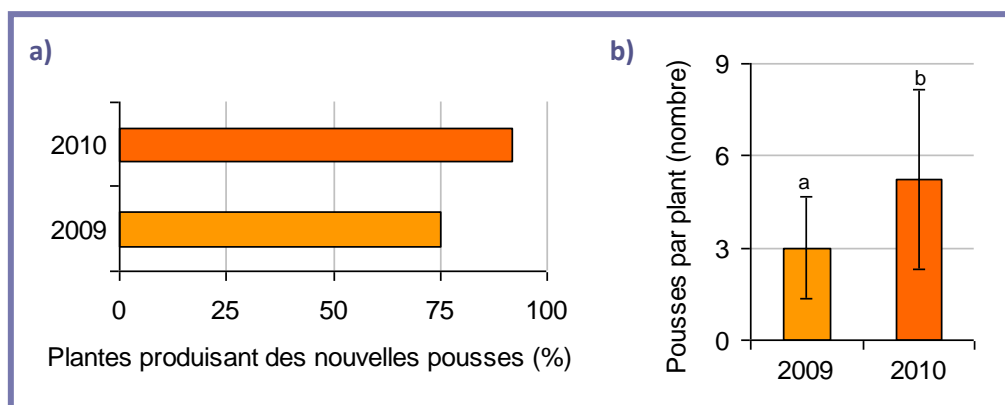 a)
2010
2009
0 25 50 75 100
Plantes produisant des nouvelles pousses (%)
b)
Pousses par plant (nombre)
9
6
3
0
a
b
2009 2010